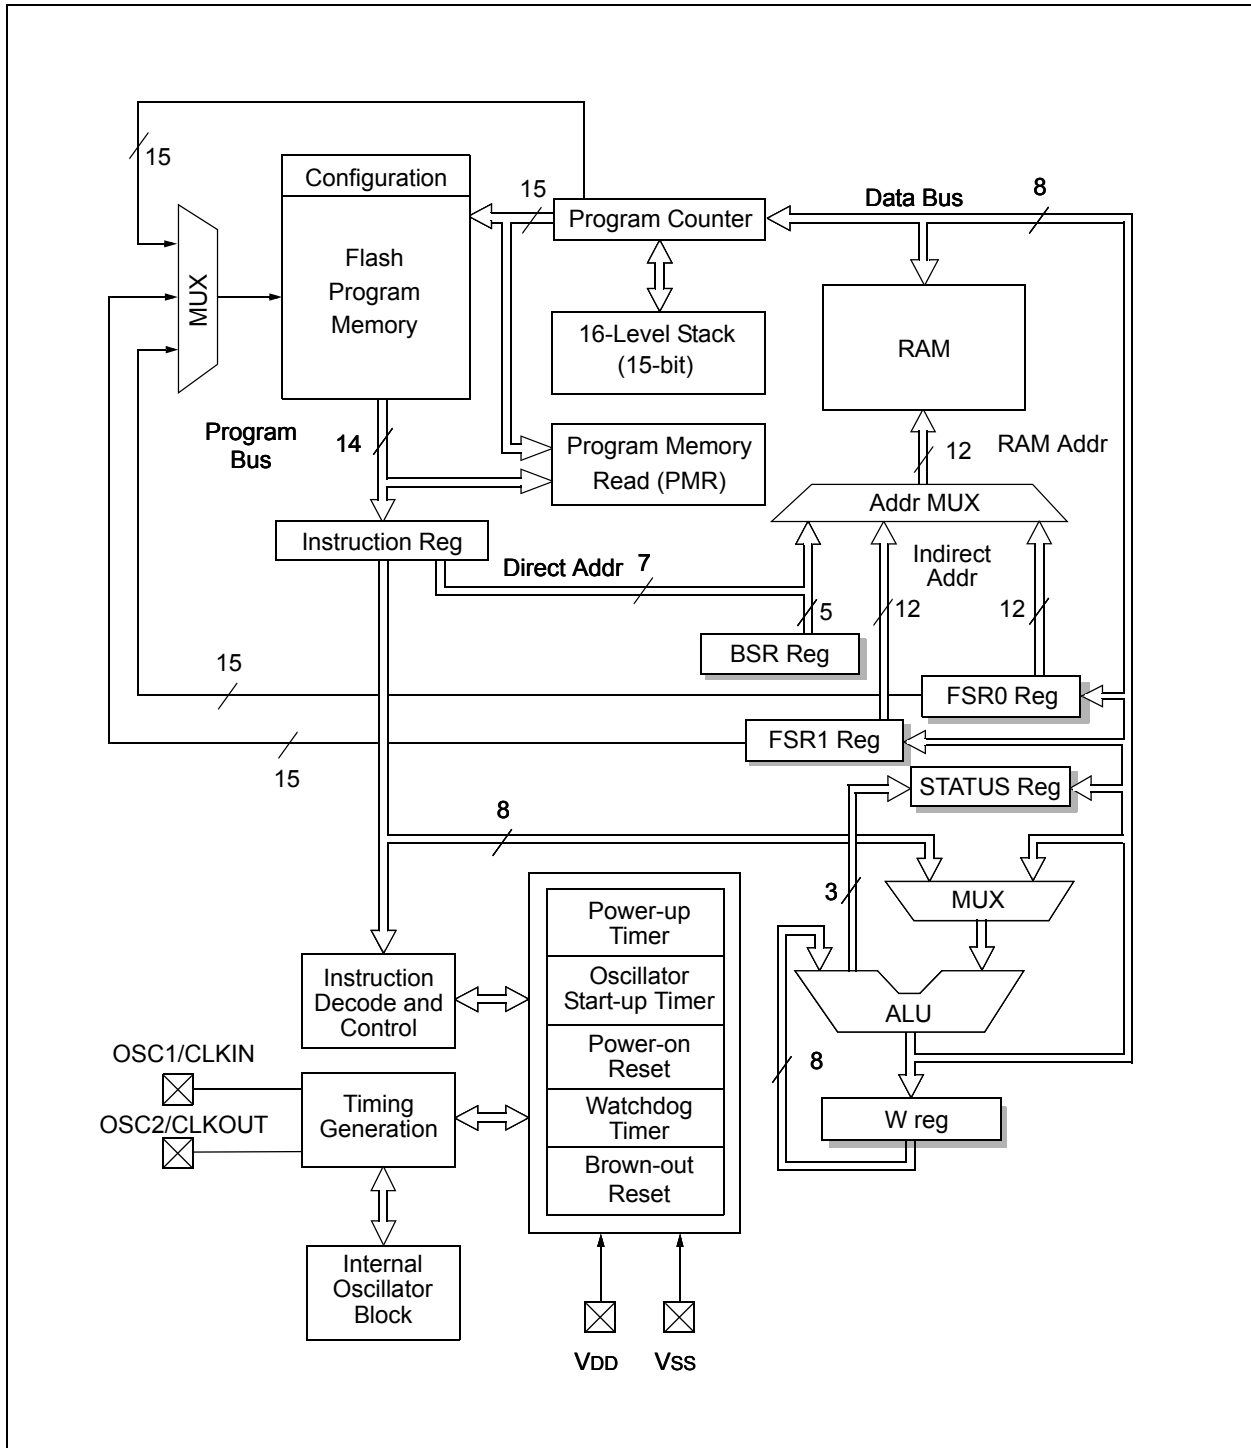 15
Configuration
Flash
Program
Memory
MUX
15
Program Counter
Data Bus
8
16-Level Stack
(15-bit)
RAM
Program
Bus
14
Program Memory
Read (PMR)
12
RAM Addr
Addr MUX
Instruction Reg
Direct Addr
7
Indirect
Addr
5
12
12
BSR Reg
15
FSR0 Reg
FSR1 Reg
15
STATUS Reg
8
3
MUX
Power-up
Timer
Oscillator
Start-up Timer
Power-on
Reset
Watchdog
Timer
Brown-out
Reset
Instruction
Decode and
Control
ALU
8
OSC1/CLKIN
OSC2/CLKOUT
Timing
Generation
W reg
Internal
Oscillator
Block
VDD
VSS